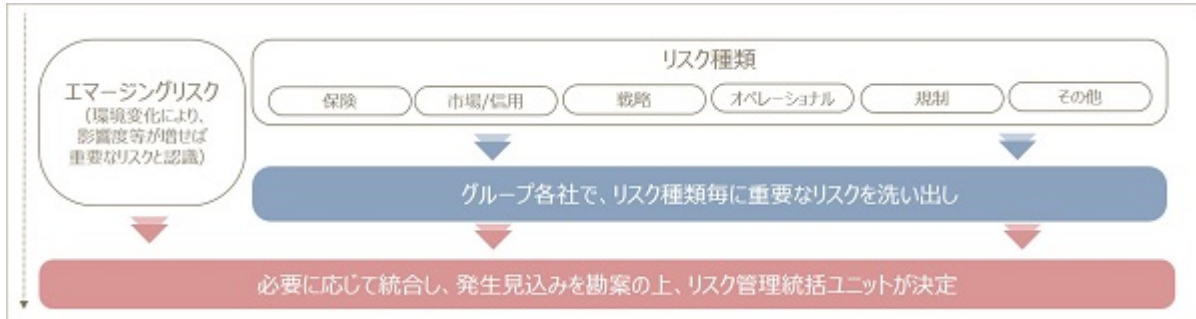 エマージングリスク
(環境変化により、
影響度等が増せば
重要なリスクと認識)
リスク種類
保険
市場/信用
戦略
オペレーショナル
規制
その他
グループ各社で、リスク種類毎に重要なリスクを洗い出し
必要に応じて統合し、発生見込みを勘案の上、リスク管理統括ユニットが決定